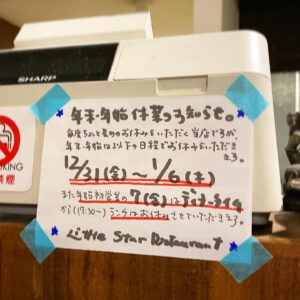 SHARP
年末・年始休業のお知らせ。
年末・年始は以下の日程でお休みをいただきます。
12/31(金)〜1/6(木)
また年始初営業の7(金)はディナータイム
から(17:30〜)ランチはお休みさせていただきます。
Little Star Restaurant